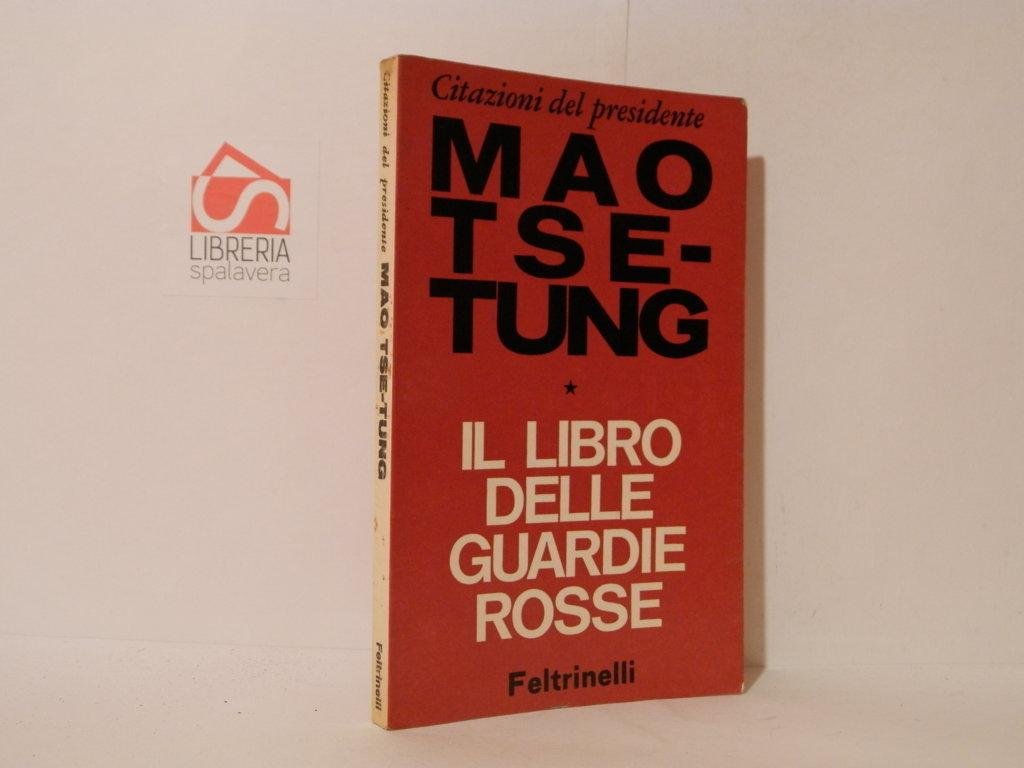 LIBRERIA
spalavera
Citazioni del presidente MAO TSE-TUNG
Feltrinelli
Citazioni del presidente
MAO
TSE-
TUNG
IL LIBRO
DELLE
GUARDIE
ROSSE
Feltrinelli